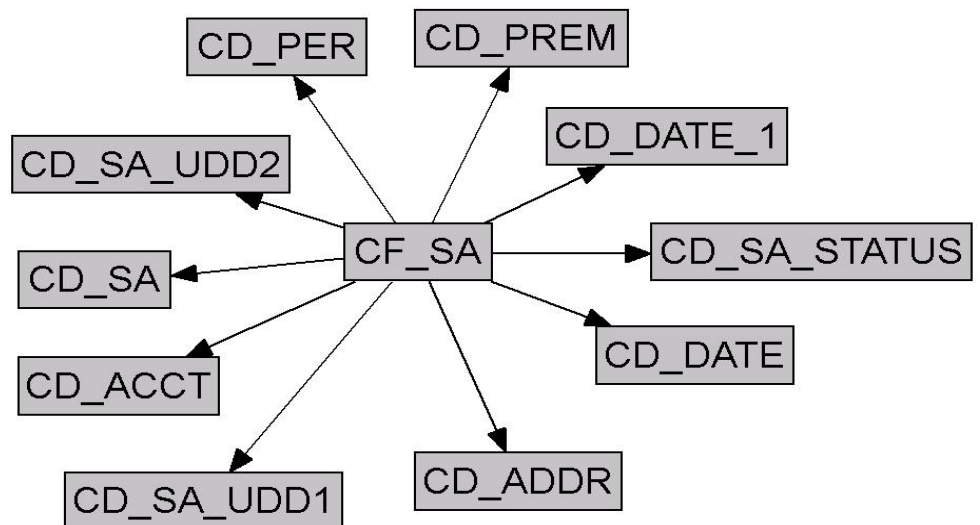 CD_PER
CD_PREM
CD_DATE_1
CD_SA_UDD2
CF_SA
CD_SA_STATUS
CD_SA
CD_DATE
CD_ACCT
CD_ADDR
CD_SA_UDD1